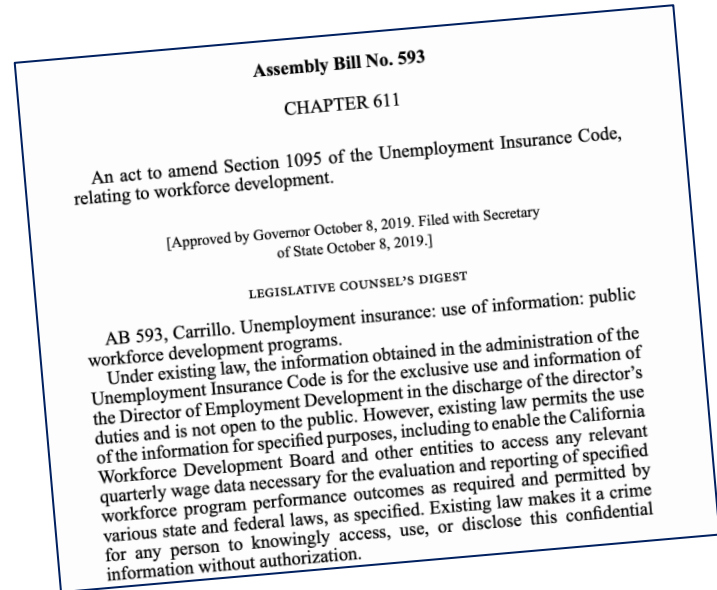 Assembly Bill No. 593
CHAPTER 611
An act to amend Section 1095 of the Unemployment Insurance Code,
relating to workforce development.
[Approved by Governor October 8, 2019. Filed with Secretary
of State October 8, 2019.]
LEGISLATIVE COUNSEL’S DIGEST
AB 593, Carrillo. Unemployment insurance: use of information: public
workforce development programs.
Under existing law, the information obtained in the administration of the
Unemployment Insurance Code is for the exclusive use and information of
the Director of Employment Development in the discharge of the director’s
duties and is not open to the public. However, existing law permits the use
of the information for specified purposes, including to enable the California
Workforce Development Board and other entities to access any relevant
quarterly wage data necessary for the evaluation and reporting of specified
workforce program performance outcomes as required and permitted by
various state and federal laws, as specified. Existing law makes it a crime
for any person to knowingly access, use, or disclose this confidential
information without authorization.